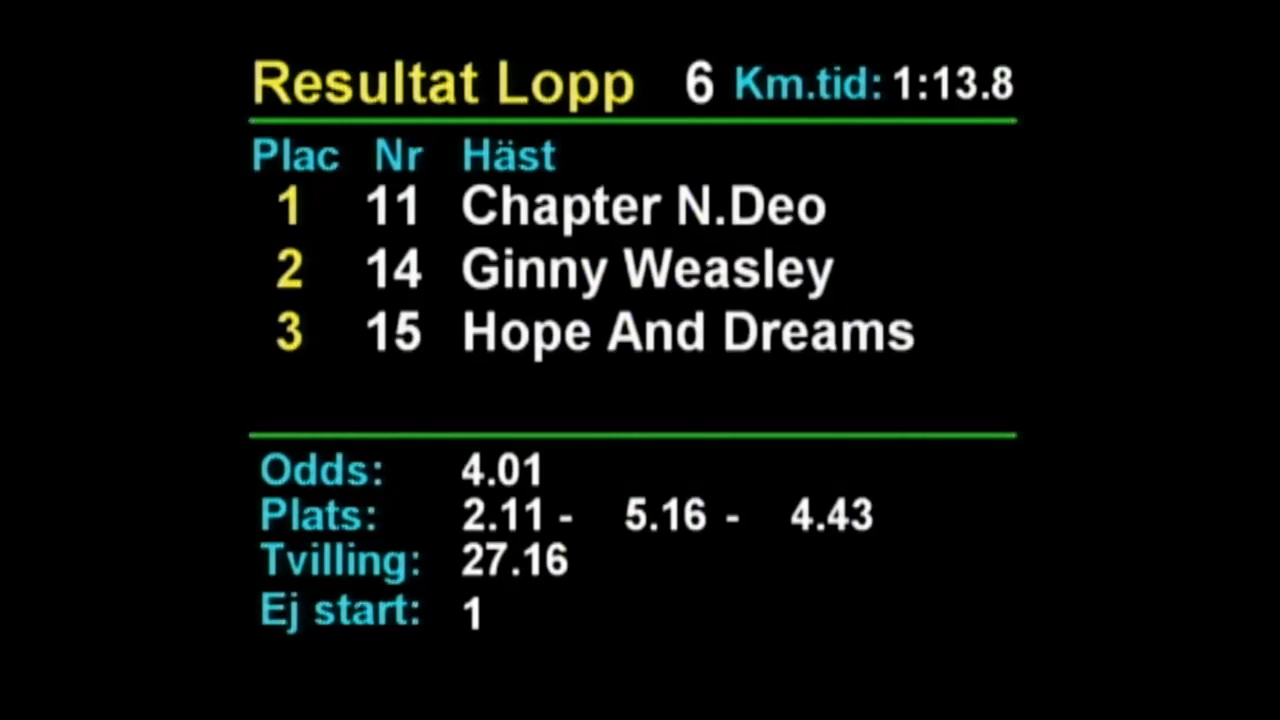 Resultat Lopp 6 Km.tid: 1:13.8
Plac Nr Häst
1 11 Chapter N.Deo
2 14 Ginny Weasley
3 15 Hope And Dreams
Odds: 4.01
Plats: 2.11 - 5.16 - 4.43
Tvilling: 27.16
Ej start: 1